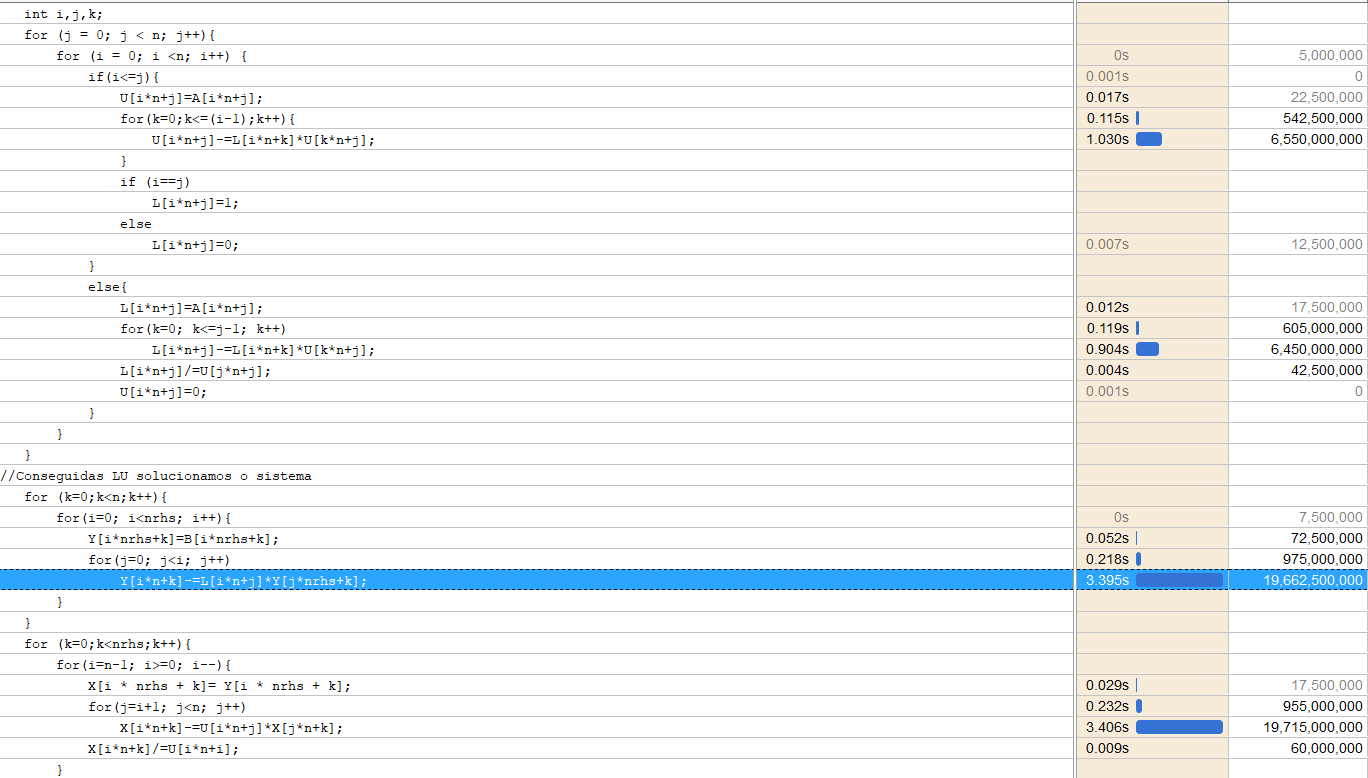 int i,j,k;
for (j = 0; j < n; j++){
for (i = 0; i <n; i++) { 0s 5,000,000
if(i<=j){ 0.001s 0
U[i*n+j]=A[i*n+j]; 0.017s 22,500,000
for(k=0;k<=(i-1);k++){ 0.115s 542,500,000
U[i*n+j]-=L[i*n+k]*U[k*n+j]; 1.030s 6,550,000,000
}
if (i==j)
L[i*n+j]=1;
else
L[i*n+j]=0; 0.007s 12,500,000
}
else{
L[i*n+j]=A[i*n+j]; 0.012s 17,500,000
for(k=0; k<=j-1; k++) 0.119s 605,000,000
L[i*n+j]-=L[i*n+k]*U[k*n+j]; 0.904s 6,450,000,000
L[i*n+j]/=U[j*n+j]; 0.004s 42,500,000
U[i*n+j]=0; 0.001s 0
}
}
}
//Conseguidas LU solucionamos o sistema
for (k=0;k<n;k++){
for(i=0; i<nrhs; i++){ 0s 7,500,000
Y[i*nrhs+k]=B[i*nrhs+k]; 0.052s 72,500,000
for(j=0; j<i; j++) 0.218s 975,000,000
Y[i*n+k]-=L[i*n+j]*Y[j*nrhs+k]; 3.395s 19,662,500,000
}
}
for (k=0;k<nrhs;k++){
for(i=n-1; i>=0; i--){
X[i * nrhs + k]= Y[i * nrhs + k]; 0.029s 17,500,000
for(j=i+1; j<n; j++) 0.232s 955,000,000
X[i*n+k]-=U[i*n+j]*X[j*n+k]; 3.406s 19,715,000,000
X[i*n+k]/=U[i*n+i]; 0.009s 60,000,000
}